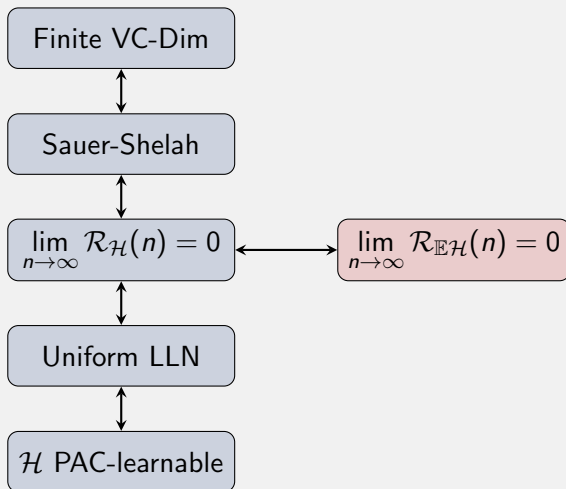 Finite VC-Dim
Sauer-Shelah
lim_{n→∞} ℛ_ℋ(n) = 0
lim_{n→∞} ℛ_{𝔼ℋ}(n) = 0
Uniform LLN
ℋ PAC-learnable